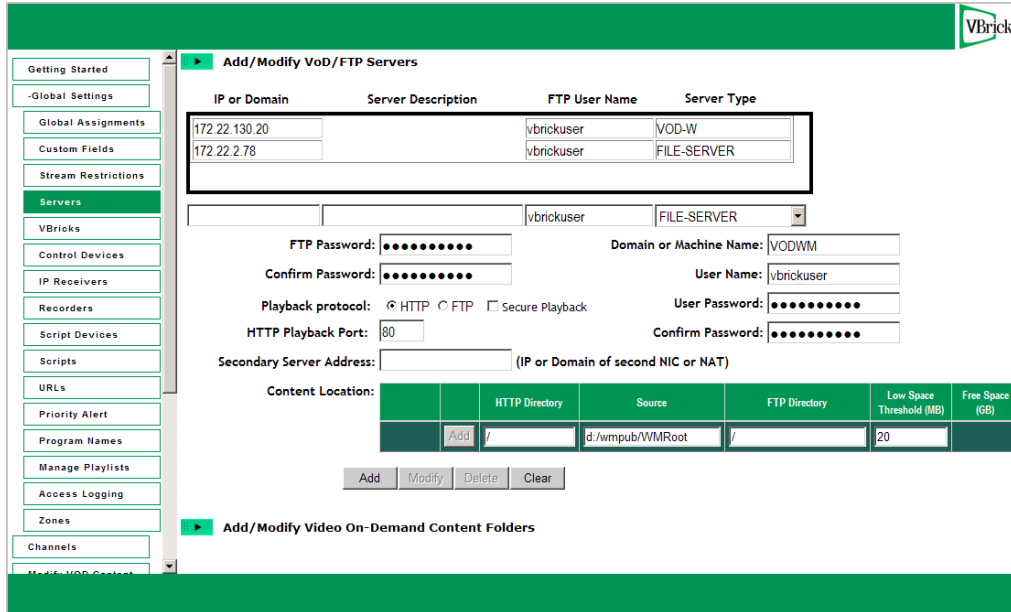 VBrick
Getting Started
-Global Settings
Global Assignments
Custom Fields
Stream Restrictions
Servers
VBricks
Control Devices
IP Receivers
Recorders
Script Devices
Scripts
URLs
Priority Alert
Program Names
Manage Playlists
Access Logging
Zones
Channels
Modify VOD Content
Add/Modify VoD/FTP Servers
IP or Domain Server Description FTP User Name Server Type
172.22.130.20 vbrickuser VOD-W
172.22.2.78 vbrickuser FILE-SERVER
vbrickuser FILE-SERVER
FTP Password: ●●●●●●●●●● Domain or Machine Name: VODWM
Confirm Password: ●●●●●●●●●● User Name: vbrickuser
Playback protocol: HTTP FTP Secure Playback User Password: ●●●●●●●●●●
HTTP Playback Port: 80 Confirm Password: ●●●●●●●●●●
Secondary Server Address: (IP or Domain of second NIC or NAT)
Content Location:
HTTP Directory Source FTP Directory Low Space Threshold (MB) Free Space (GB)
Add / d:/wmpub/WMRoot / 20
Add Modify Delete Clear
Add/Modify Video On-Demand Content Folders